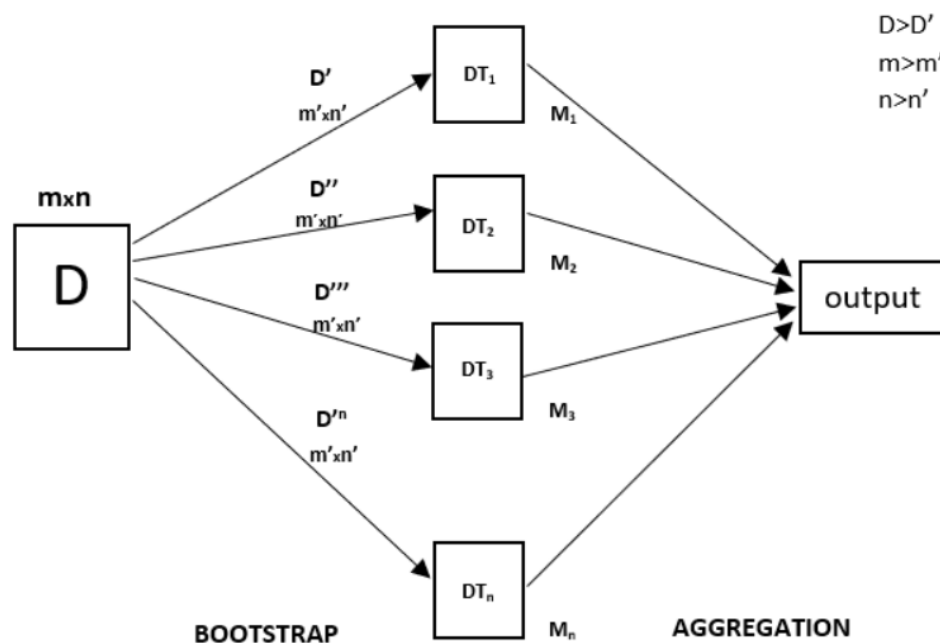 D>D'
m>m'
n>n'
D'
m'xn'
DT₁
M₁
D''
m'xn'
DT₂
M₂
mxn
D
D'''
m'xn'
DT₃
M₃
output
D'ⁿ
m'xn'
DTₙ
Mₙ
BOOTSTRAP
AGGREGATION